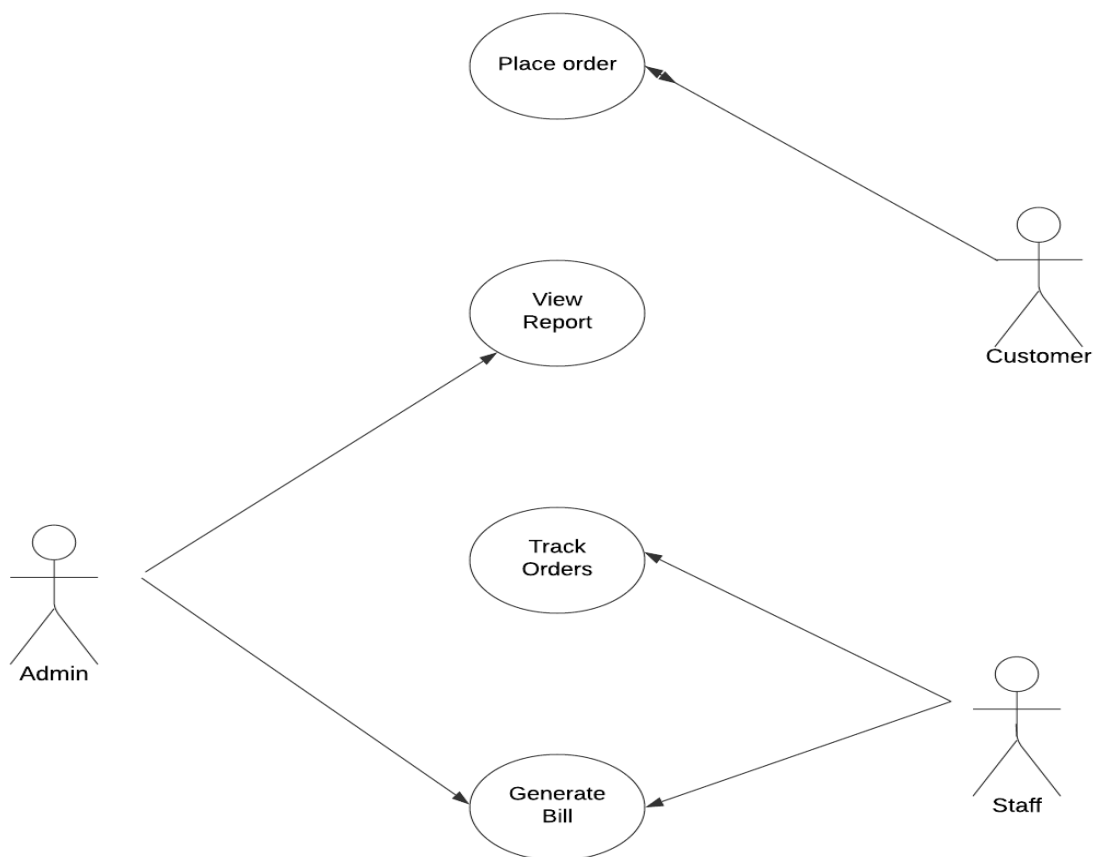 Place order
View
Report
Customer
Track
Orders
Admin
Generate
Bill
Staff